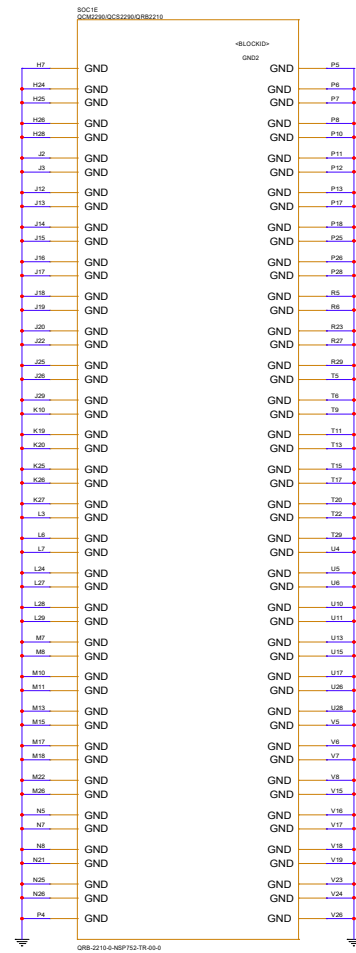 SOC1E
QCM2290/QCS2290/QRB2210
<BLOCKID>
GND2
H7 GND GND P5
H24 GND GND P6
H25 GND GND P7
H26 GND GND P8
H28 GND GND P10
J2 GND GND P11
J3 GND GND P12
J12 GND GND P13
J13 GND GND P17
J14 GND GND P18
J15 GND GND P25
J16 GND GND P26
J17 GND GND P28
J18 GND GND R5
J19 GND GND R6
J20 GND GND R23
J22 GND GND R27
J25 GND GND R29
J26 GND GND T5
J29 GND GND T6
K10 GND GND T9
K19 GND GND T11
K20 GND GND T13
K25 GND GND T15
K26 GND GND T17
K27 GND GND T20
L3 GND GND T22
L6 GND GND T29
L7 GND GND U4
L24 GND GND U5
L27 GND GND U6
L28 GND GND U10
L29 GND GND U11
M7 GND GND U13
M8 GND GND U15
M10 GND GND U17
M11 GND GND U26
M13 GND GND U28
M15 GND GND V5
M17 GND GND V6
M18 GND GND V7
M22 GND GND V8
M26 GND GND V15
N5 GND GND V16
N7 GND GND V17
N8 GND GND V18
N21 GND GND V19
N25 GND GND V23
N26 GND GND V24
P4 GND GND V26
QRB-2210-0-NSP752-TR-00-0